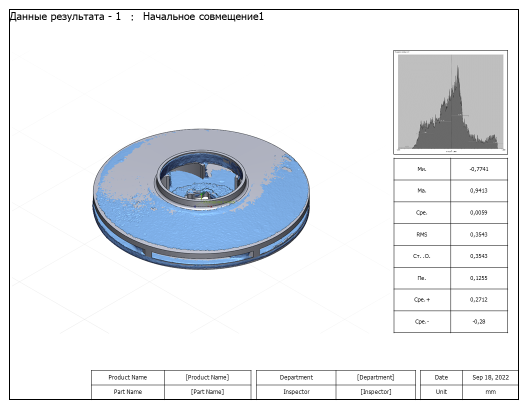 Данные результата - 1 : Начальное совмещение1
Ми. -0,7741
Ма. 0,9413
Сре. 0,0059
RMS 0,3543
Ст. .О. 0,3543
Пе. 0,1255
Сре. + 0,2712
Сре. - -0,28
Product Name [Product Name] Department [Department] Date Sep 18, 2022
Part Name [Part Name] Inspector [Inspector] Unit mm